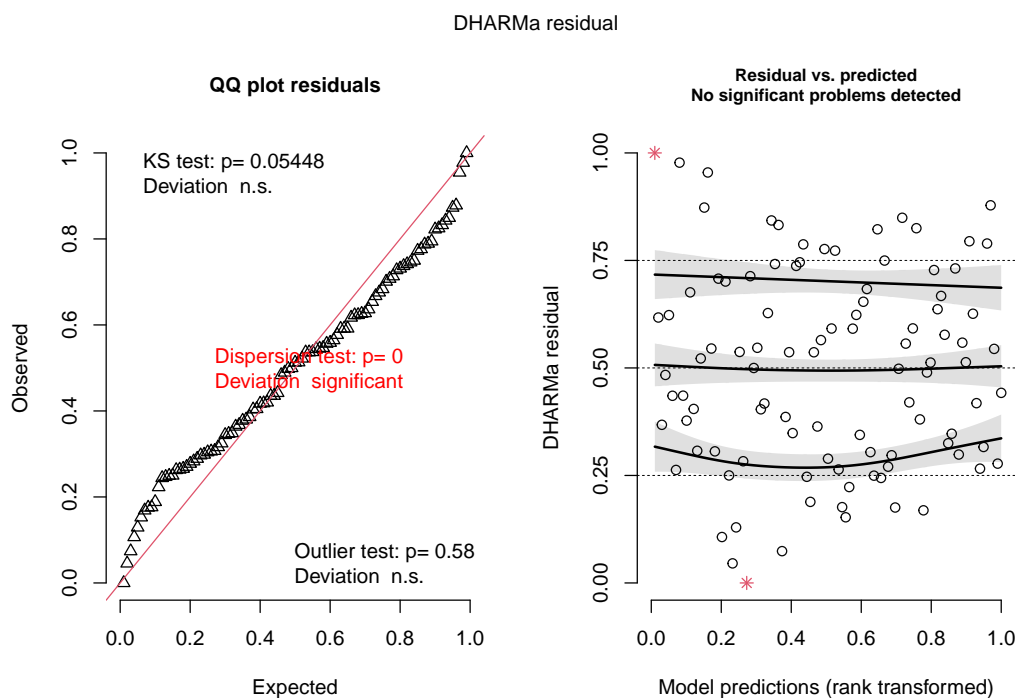 DHARMa residual
QQ plot residuals
KS test: p= 0.05448
Deviation  n.s.
Dispersion test: p= 0
Deviation  significant
Outlier test: p= 0.58
Deviation  n.s.
Observed
0.0
0.2
0.4
0.6
0.8
1.0
0.0
0.2
0.4
0.6
0.8
1.0
Expected
Residual vs. predicted
No significant problems detected
DHARMa residual
0.00
0.25
0.50
0.75
1.00
0.0
0.2
0.4
0.6
0.8
1.0
Model predictions (rank transformed)